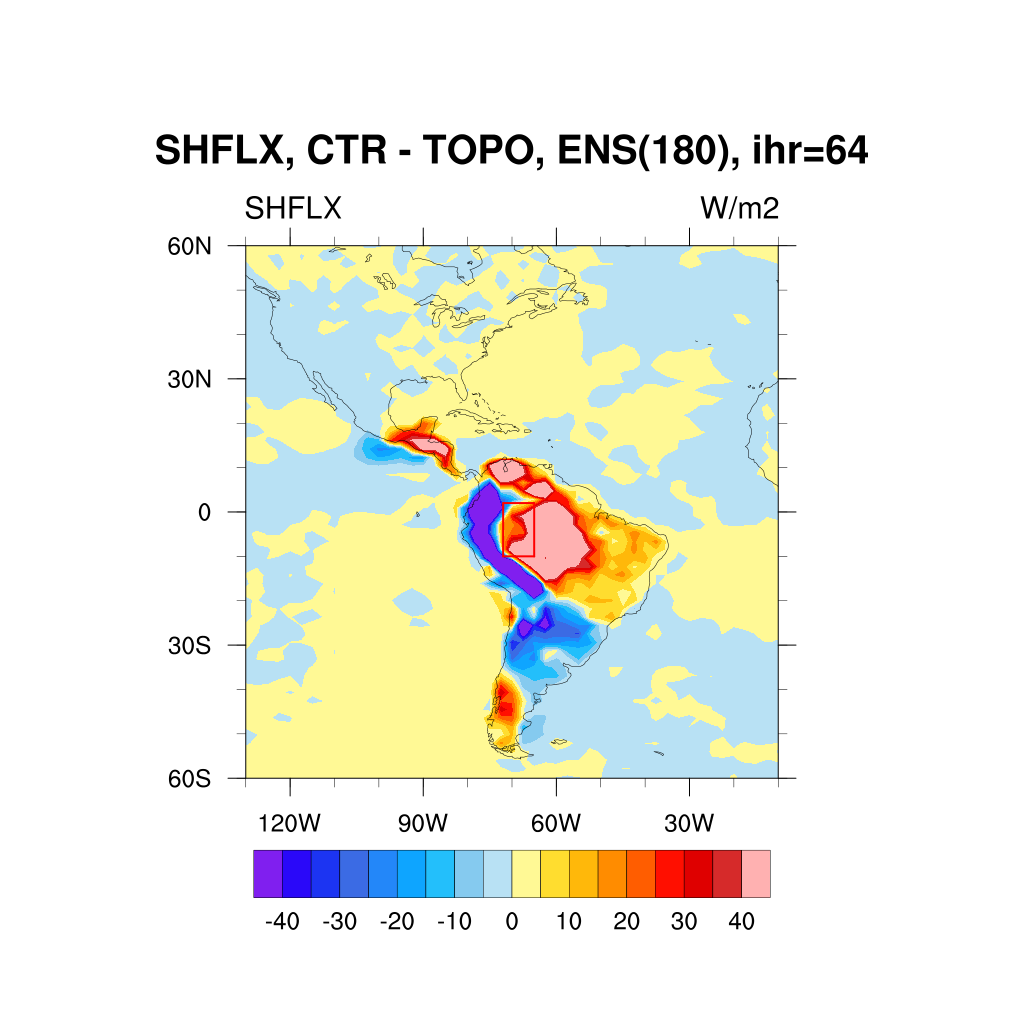 SHFLX, CTR - TOPO, ENS(180), ihr=64
SHFLX W/m2
60N
30N
0
30S
60S
120W 90W 60W 30W
-40 -30 -20 -10 0 10 20 30 40